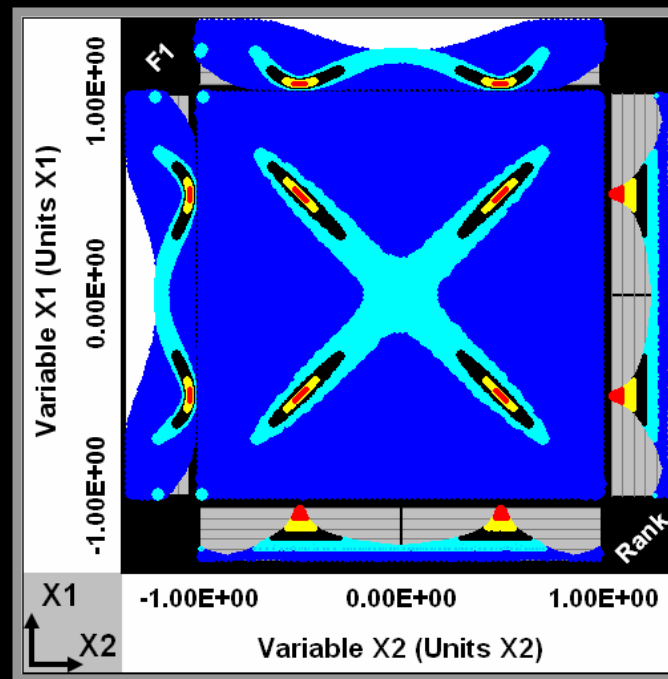 F1
1.00E+00
0.00E+00
-1.00E+00
Variable X1 (Units X1)
Rank
X1
X2
-1.00E+00 0.00E+00 1.00E+00
Variable X2 (Units X2)